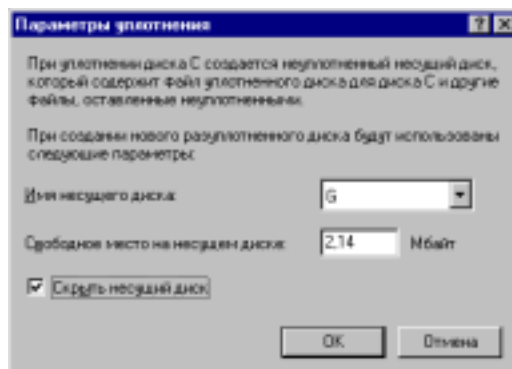 Параметры уплотнения
При уплотнении диска C создается неуплотненный несущий диск,
который содержит файл уплотненного диска для диска C и другие
файлы, оставленные неуплотненными.
При создании нового разуплотненного диска будут использованы
следующие параметры:
Имя несущего диска:
G
Свободное место на несущем диске:
2.14
Мбайт
Скрыть несущий диск
OK
Отмена